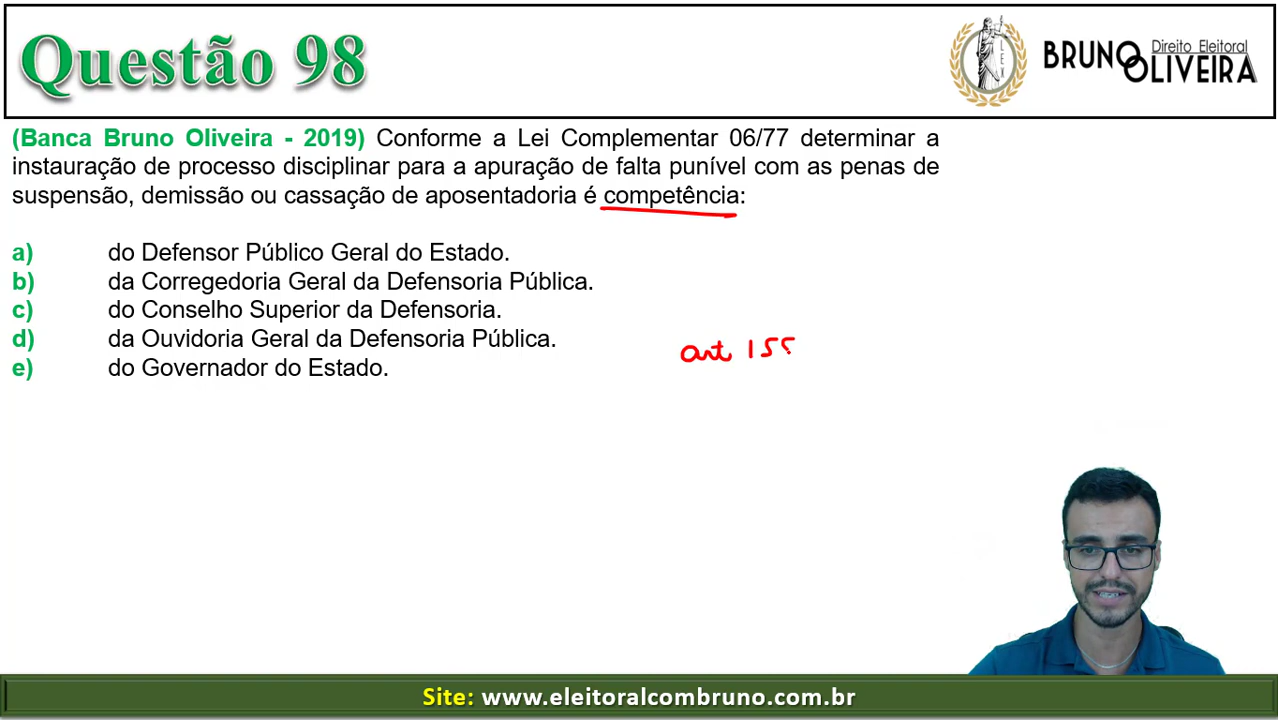 Questão 98
BRUNO Direito Eleitoral
OLIVEIRA
LEX
(Banca Bruno Oliveira - 2019) Conforme a Lei Complementar 06/77 determinar a
instauração de processo disciplinar para a apuração de falta punível com as penas de
suspensão, demissão ou cassação de aposentadoria é competência:
a) do Defensor Público Geral do Estado.
b) da Corregedoria Geral da Defensoria Pública.
c) do Conselho Superior da Defensoria.
d) da Ouvidoria Geral da Defensoria Pública.
e) do Governador do Estado.
art. 155
Site: www.eleitoralcombruno.com.br